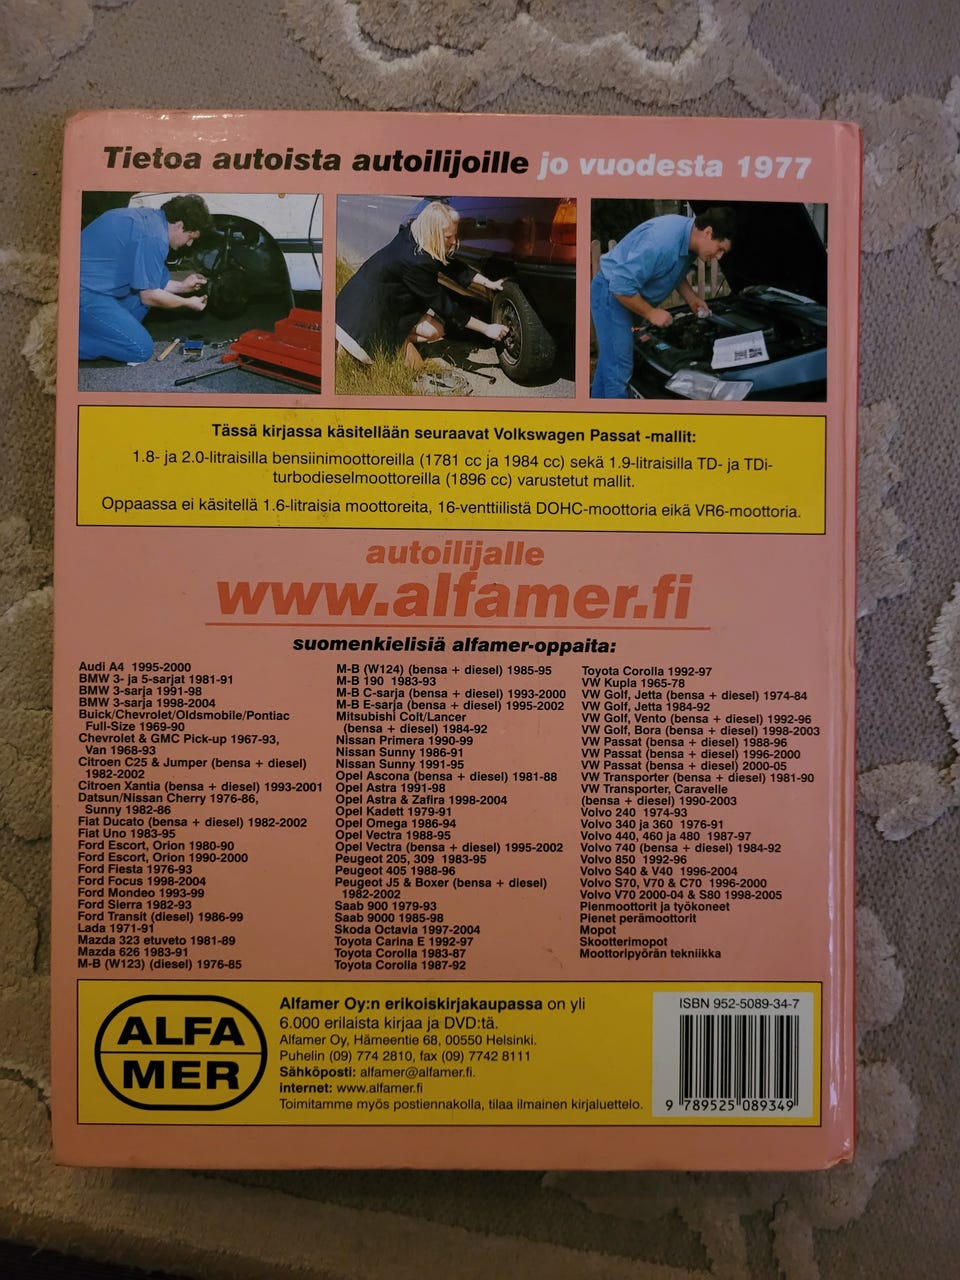 Tietoa autoista autoilijoille jo vuodesta 1977
Tässä kirjassa käsitellään seuraavat Volkswagen Passat -mallit:
1.8- ja 2.0-litraisilla bensiinimoottoreilla (1781 cc ja 1984 cc) sekä 1.9-litraisilla TD- ja TDi-
turbodieselmoottoreilla (1896 cc) varustetut mallit.
Oppaassa ei käsitellä 1.6-litraisia moottoreita, 16-venttiilistä DOHC-moottoria eikä VR6-moottoria.
autoilijalle
www.alfamer.fi
suomenkielisiä alfamer-oppaita:
Audi A4 1995-2000
BMW 3- ja 5-sarjat 1981-91
BMW 3-sarja 1991-98
BMW 3-sarja 1998-2004
Buick/Chevrolet/Oldsmobile/Pontiac
Full-Size 1969-90
Chevrolet & GMC Pick-up 1967-93,
Van 1968-93
Citroen C25 & Jumper (bensa + diesel)
1982-2002
Citroen Xantia (bensa + diesel) 1993-2001
Datsun/Nissan Cherry 1976-86,
Sunny 1982-86
Fiat Ducato (bensa + diesel) 1982-2002
Fiat Uno 1983-95
Ford Escort, Orion 1980-90
Ford Escort, Orion 1990-2000
Ford Fiesta 1976-93
Ford Focus 1998-2004
Ford Mondeo 1993-99
Ford Sierra 1982-93
Ford Transit (diesel) 1986-99
Lada 1971-91
Mazda 323 etuveto 1981-89
Mazda 626 1983-91
M-B (W123) (diesel) 1976-85
M-B (W124) (bensa + diesel) 1985-95
M-B 190 1983-93
M-B C-sarja (bensa + diesel) 1993-2000
M-B E-sarja (bensa + diesel) 1995-2002
Mitsubishi Colt/Lancer
(bensa + diesel) 1984-92
Nissan Primera 1990-99
Nissan Sunny 1986-91
Nissan Sunny 1991-95
Opel Ascona (bensa + diesel) 1981-88
Opel Astra 1991-98
Opel Astra & Zafira 1998-2004
Opel Kadett 1979-91
Opel Omega 1986-94
Opel Vectra 1988-95
Opel Vectra (bensa + diesel) 1995-2002
Peugeot 205, 309 1983-95
Peugeot 405 1988-96
Peugeot J5 & Boxer (bensa + diesel)
1982-2002
Saab 900 1979-93
Saab 9000 1985-98
Skoda Octavia 1997-2004
Toyota Carina E 1992-97
Toyota Corolla 1983-87
Toyota Corolla 1987-92
Toyota Corolla 1992-97
VW Kupla 1965-78
VW Golf, Jetta (bensa + diesel) 1974-84
VW Golf, Jetta 1984-92
VW Golf, Vento (bensa + diesel) 1992-96
VW Golf, Bora (bensa + diesel) 1998-2003
VW Passat (bensa + diesel) 1988-96
VW Passat (bensa + diesel) 1996-2000
VW Passat (bensa + diesel) 2000-05
VW Transporter (bensa + diesel) 1981-90
VW Transporter, Caravelle
(bensa + diesel) 1990-2003
Volvo 240 1974-93
Volvo 340 ja 360 1976-91
Volvo 440, 460 ja 480 1987-97
Volvo 740 (bensa + diesel) 1984-92
Volvo 850 1992-96
Volvo S40 & V40 1996-2004
Volvo S70, V70 & C70 1996-2000
Volvo V70 2000-04 & S80 1998-2005
Pienmoottorit ja työkoneet
Pienet perämoottorit
Mopot
Skootterimopot
Moottoripyörän tekniikka
ALFA
MER
Alfamer Oy:n erikoiskirjakaupassa on yli
6.000 erilaista kirjaa ja DVD:tä.
Alfamer Oy, Hämeentie 68, 00550 Helsinki.
Puhelin (09) 774 2810, fax (09) 7742 8111
Sähköposti: alfamer@alfamer.fi.
internet: www.alfamer.fi
Toimitamme myös postiennakolla, tilaa ilmainen kirjaluettelo.
ISBN 952-5089-34-7
9 789525 089349